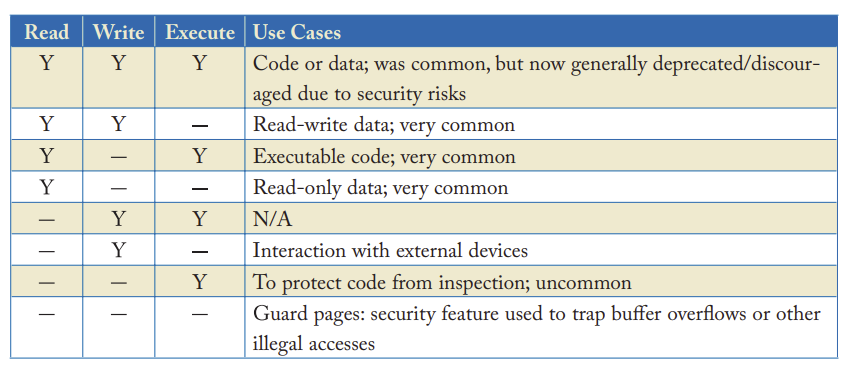 Read Write Execute Use Cases
Y Y Y Code or data; was common, but now generally deprecated/discour-
aged due to security risks
Y Y — Read-write data; very common
Y — Y Executable code; very common
Y — — Read-only data; very common
— Y Y N/A
— Y — Interaction with external devices
— — Y To protect code from inspection; uncommon
— — — Guard pages: security feature used to trap buffer overflows or other
illegal accesses